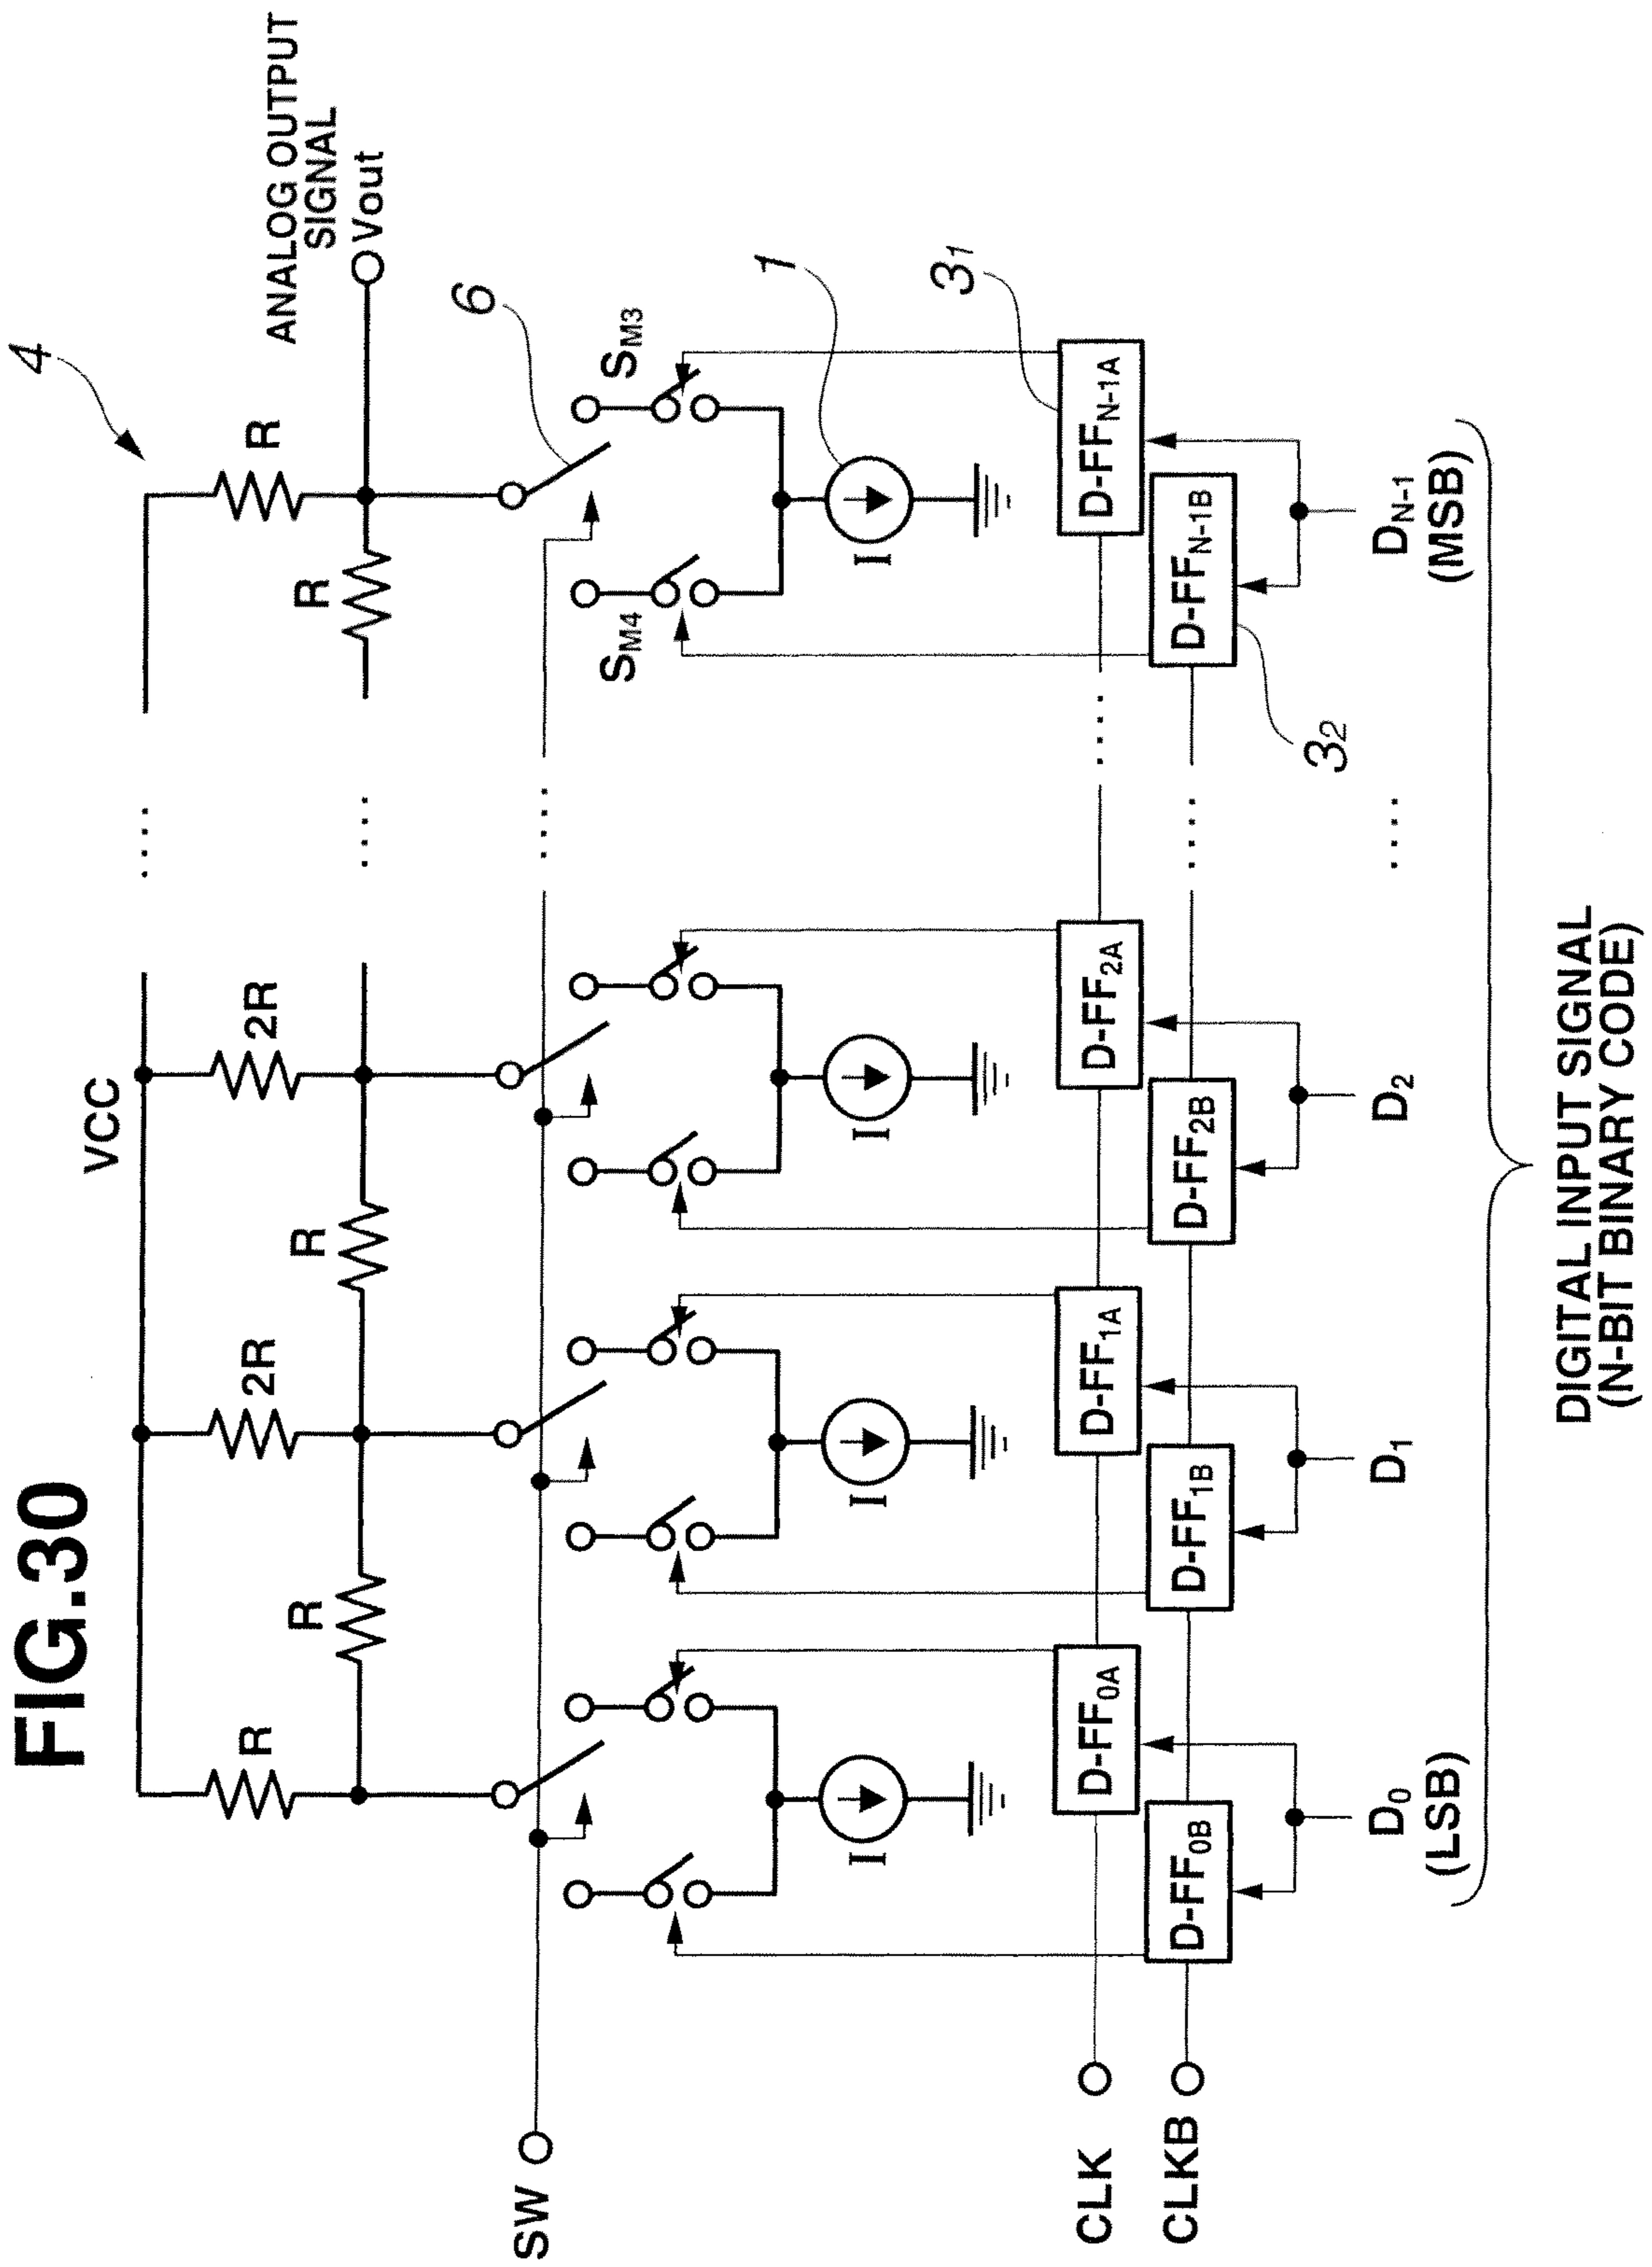 FIG.30
4
VCC
R
2R
2R
R
R
R
R
ANALOG OUTPUT
SIGNAL
Vout
6
SW
SM4
SM3
1
I
I
I
I
31
CLK
D-FF0A
D-FF1A
D-FF2A
....
D-FFN-1A
CLKB
D-FF0B
D-FF1B
D-FF2B
....
D-FFN-1B
32
D0
(LSB)
D1
D2
....
DN-1
(MSB)
DIGITAL INPUT SIGNAL
(N-BIT BINARY CODE)